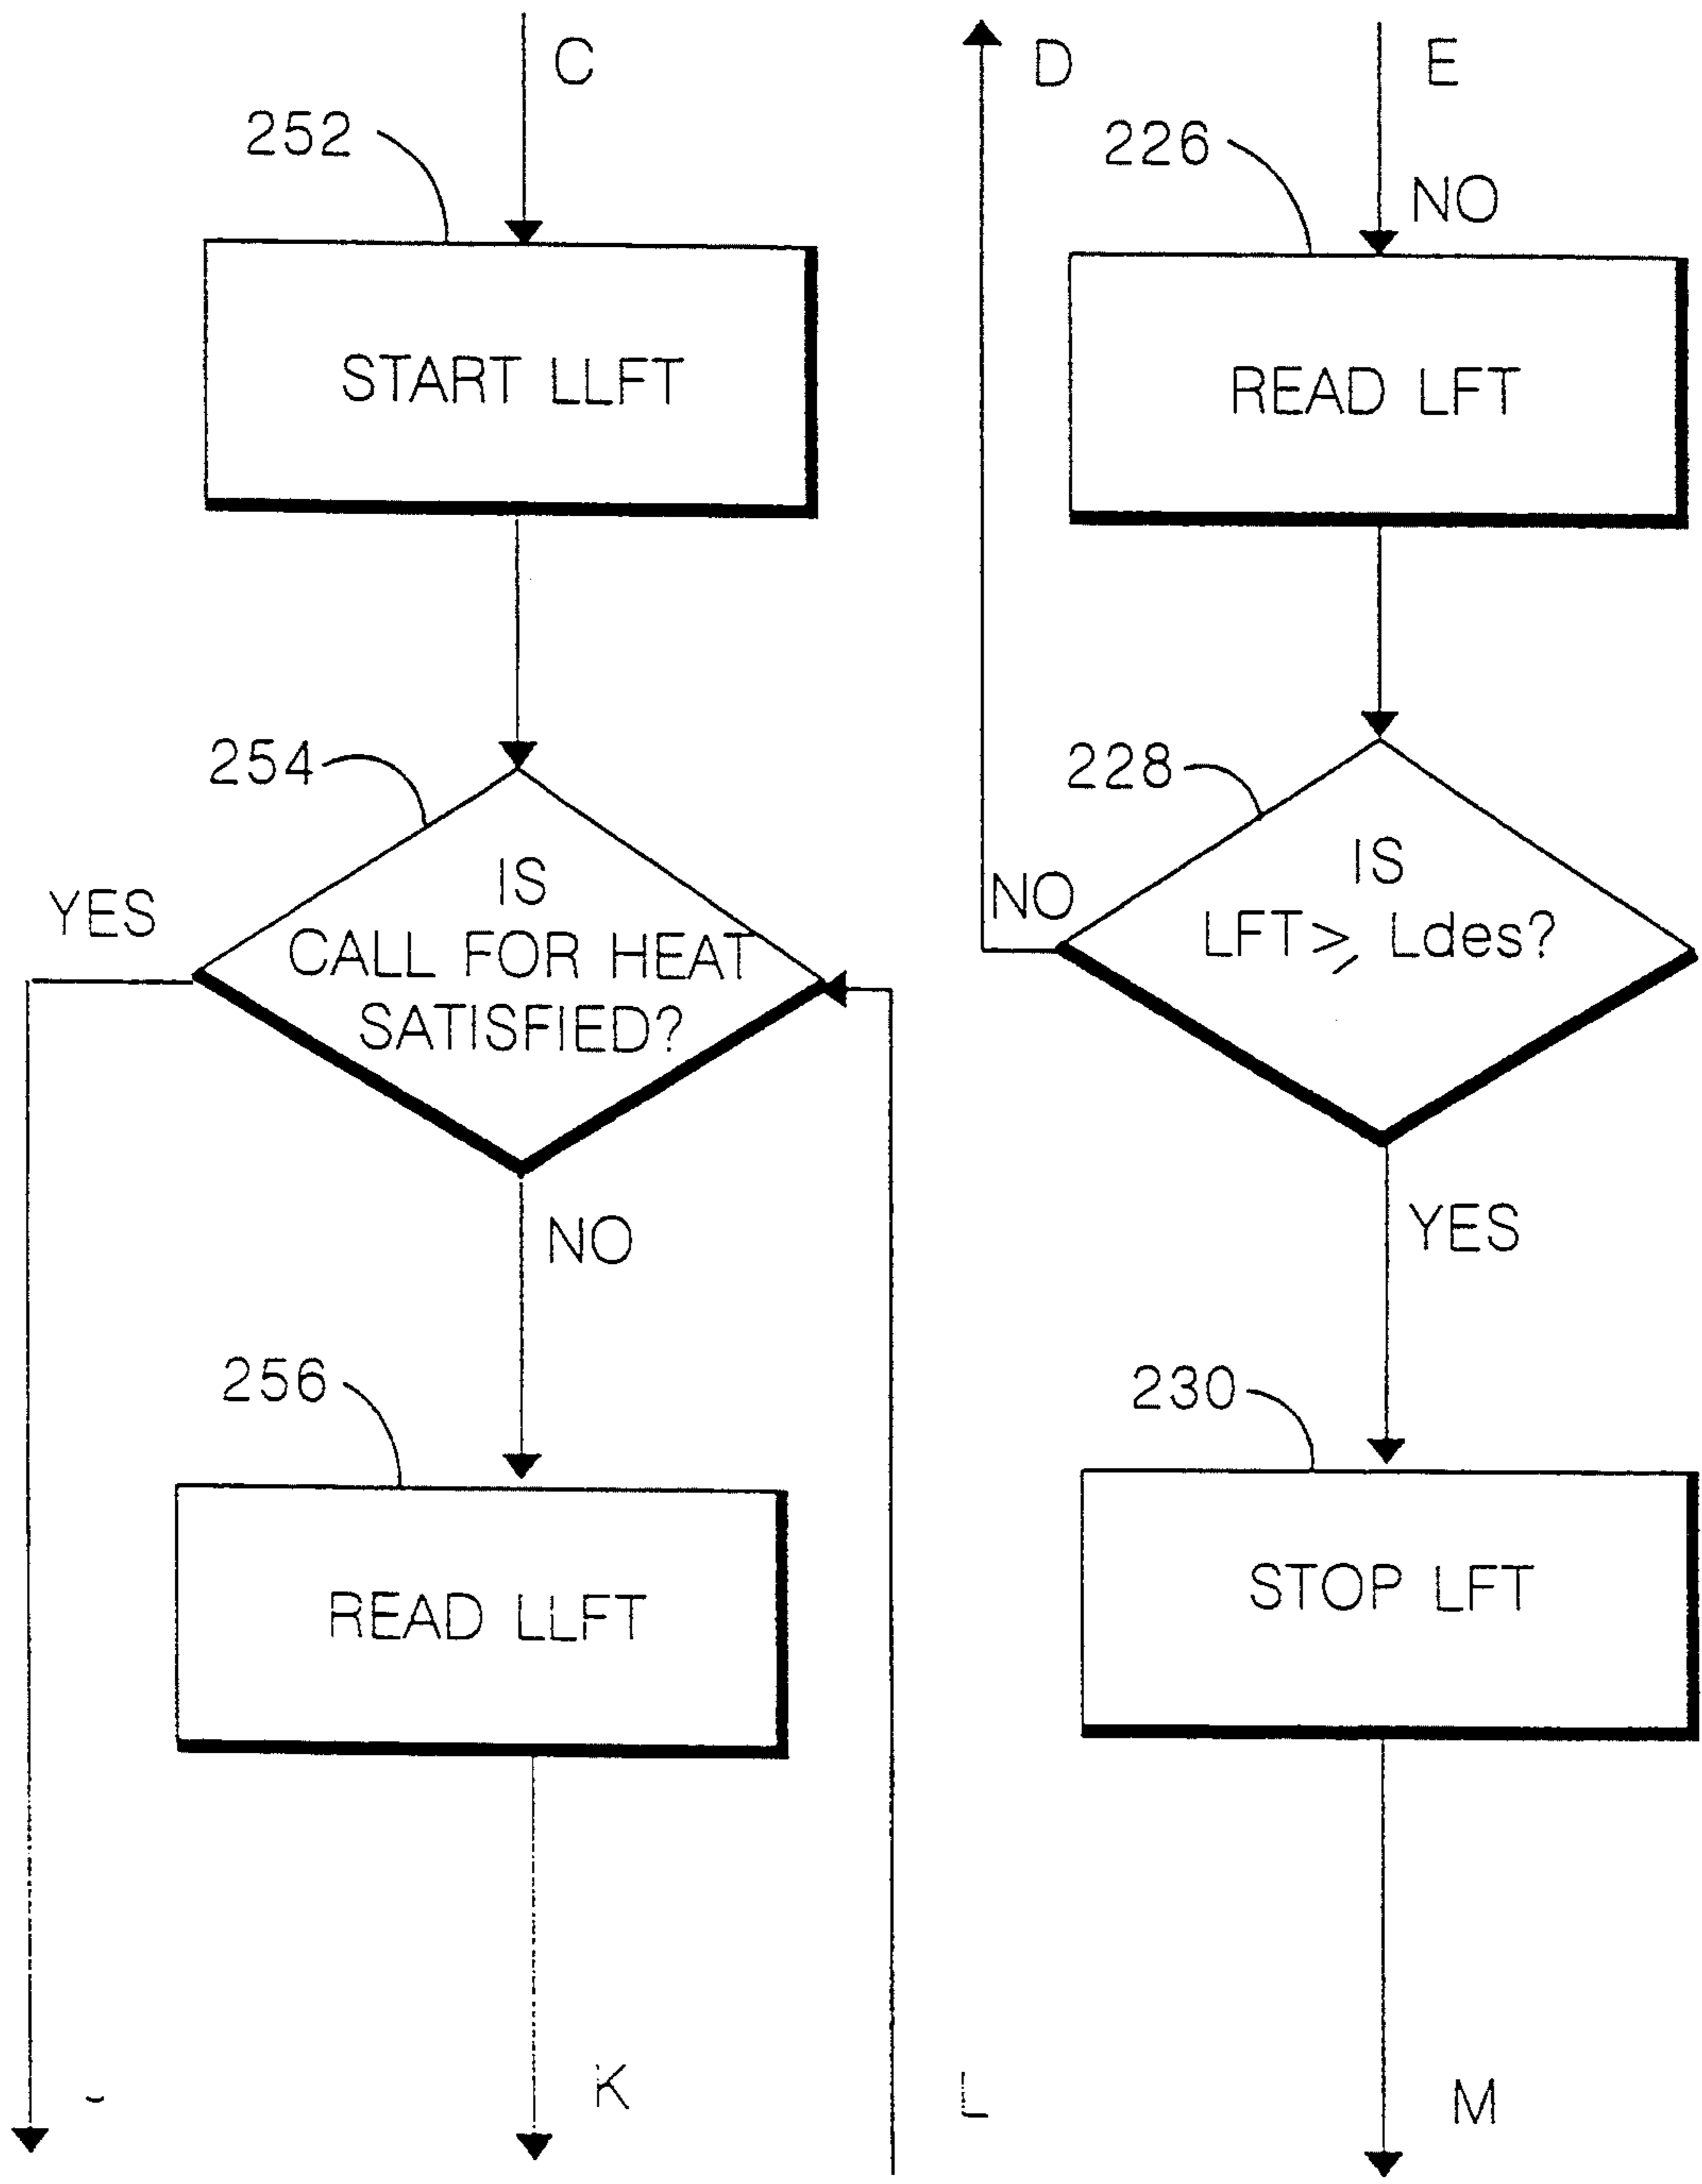 C
252
START LLFT
254
IS
CALL FOR HEAT
SATISFIED?
YES
NO
256
READ LLFT
K
L
D
E
NO
226
READ LFT
228
IS
LFT ≥ Ldes?
NO
YES
230
STOP LFT
M